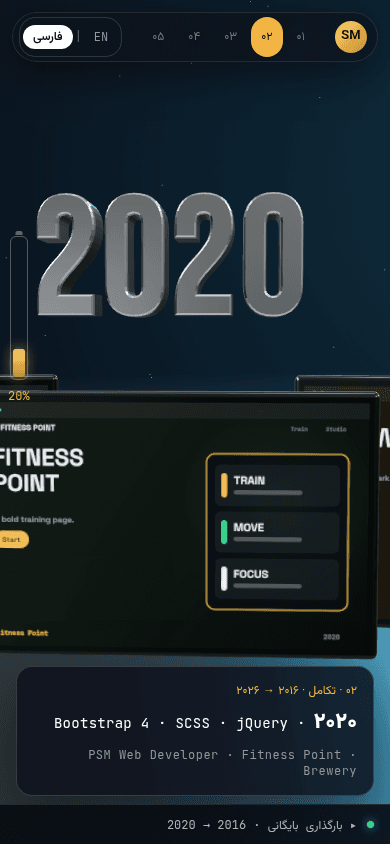 SM
۰۱ ۰۲ ۰۳ ۰۴ ۰۵
EN | فارسی
2020
20%
FITNESS POINT
Train Studio
FITNESS
POINT
bold training page.
Start
TRAIN
MOVE
FOCUS
itness Point
2020
۰۲ · تکامل · ۲۰۱۶ → ۲۰۲۶
۲۰۲۰ · Bootstrap 4 · SCSS · jQuery
PSM Web Developer · Fitness Point ·
Brewery
▸ بارگذاری بایگانی · 2016 → 2020